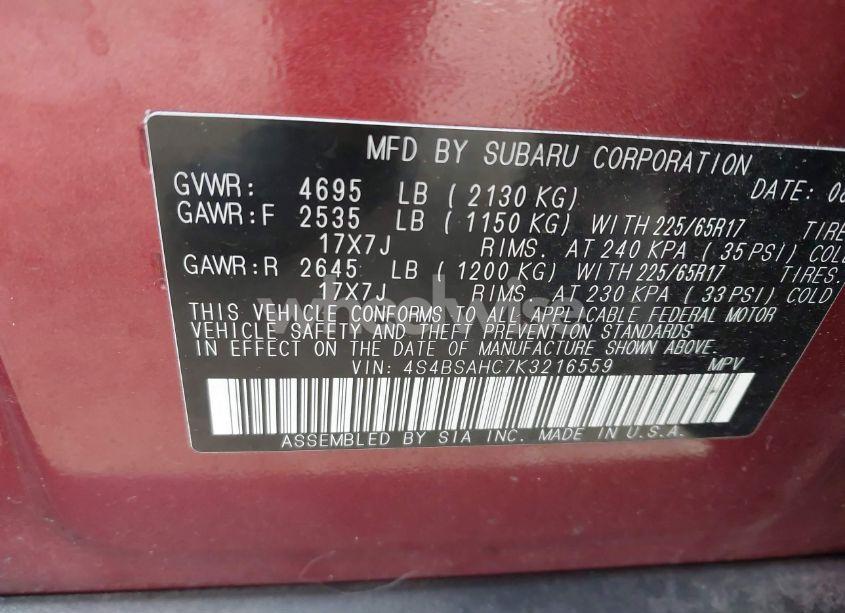 MFD BY SUBARU CORPORATION
GVWR: 4695 LB ( 2130 KG) DATE: 08
GAWR:F 2535 LB ( 1150 KG) WITH 225/65R17 TIRE
17X7J RIMS. AT 240 KPA ( 35 PSI) COLD
GAWR:R 2645 LB ( 1200 KG) WITH 225/65R17 TIRES.
17X7J RIMS. AT 230 KPA ( 33 PSI) COLD
THIS VEHICLE CONFORMS TO ALL APPLICABLE FEDERAL MOTOR
VEHICLE SAFETY AND THEFT PREVENTION STANDARDS
IN EFFECT ON THE DATE OF MANUFACTURE SHOWN ABOVE.
VIN: 4S4BSAHC7K3216559 MPV
ASSEMBLED BY SIA INC. MADE IN U.S.A.
wheelwise